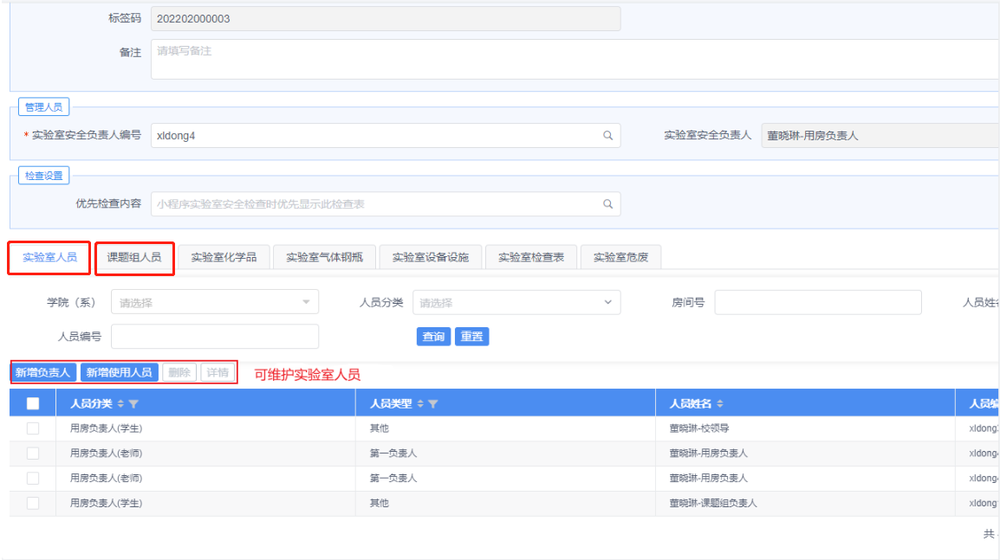 标签码 202202000003
备注 请填写备注
管理人员
* 实验室安全负责人编号 xldong4 实验室安全负责人 董晓琳-用房负责人
检查设置
优先检查内容 小程序实验室安全检查时优先显示此检查表
实验室人员 课题组人员 实验室化学品 实验室气体钢瓶 实验室设备设施 实验室检查表 实验室危废
学院（系） 请选择 人员分类 请选择 房间号 人员姓
人员编号 查询 重置
新增负责人 新增使用人员 删除 详情 可维护实验室人员
人员分类 人员类型 人员姓名 人员
用房负责人(学生) 其他 董晓琳-校领导 xldong
用房负责人(老师) 第一负责人 董晓琳-用房负责人 xldong
用房负责人(老师) 第一负责人 董晓琳-用房负责人 xldong
用房负责人(学生) 其他 董晓琳-课题组负责人 xldong
共